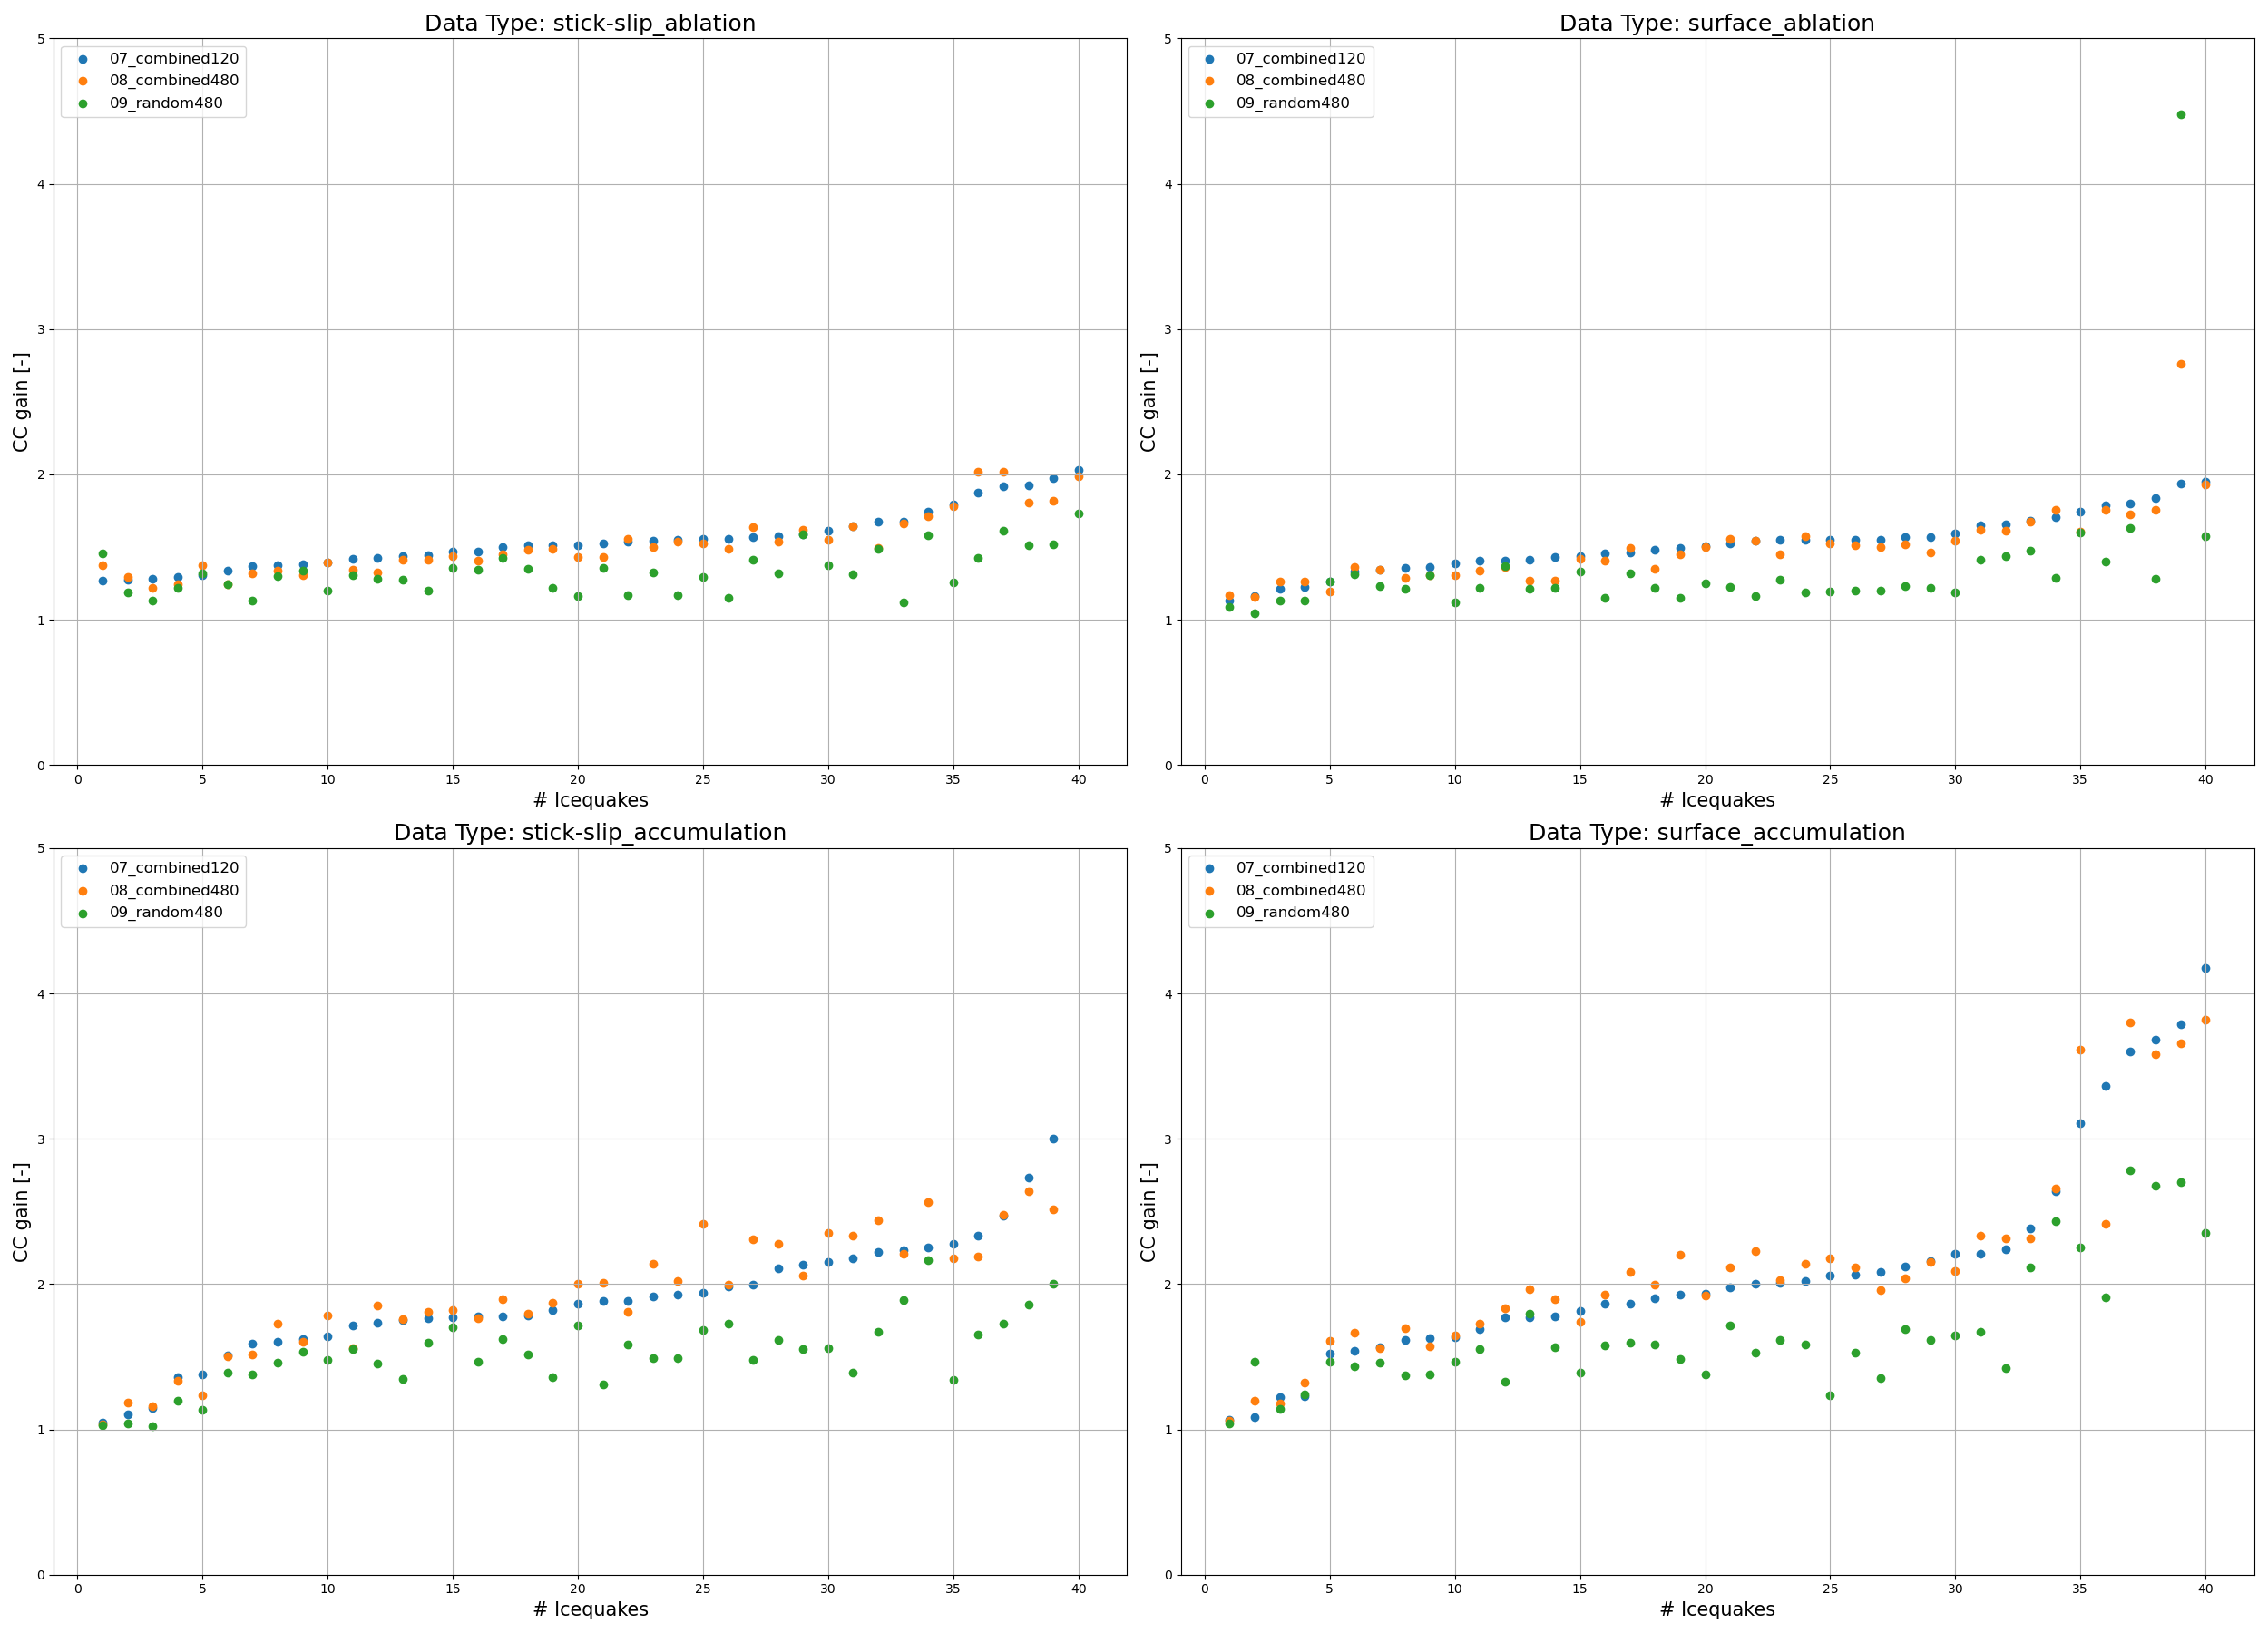 Data Type: stick-slip_ablation
07_combined120
08_combined480
09_random480
CC gain [-]
5
4
3
2
1
0
0 5 10 15 20 25 30 35 40
# Icequakes
Data Type: surface_ablation
07_combined120
08_combined480
09_random480
CC gain [-]
5
4
3
2
1
0
0 5 10 15 20 25 30 35 40
# Icequakes
Data Type: stick-slip_accumulation
07_combined120
08_combined480
09_random480
CC gain [-]
5
4
3
2
1
0
0 5 10 15 20 25 30 35 40
# Icequakes
Data Type: surface_accumulation
07_combined120
08_combined480
09_random480
CC gain [-]
5
4
3
2
1
0
0 5 10 15 20 25 30 35 40
# Icequakes